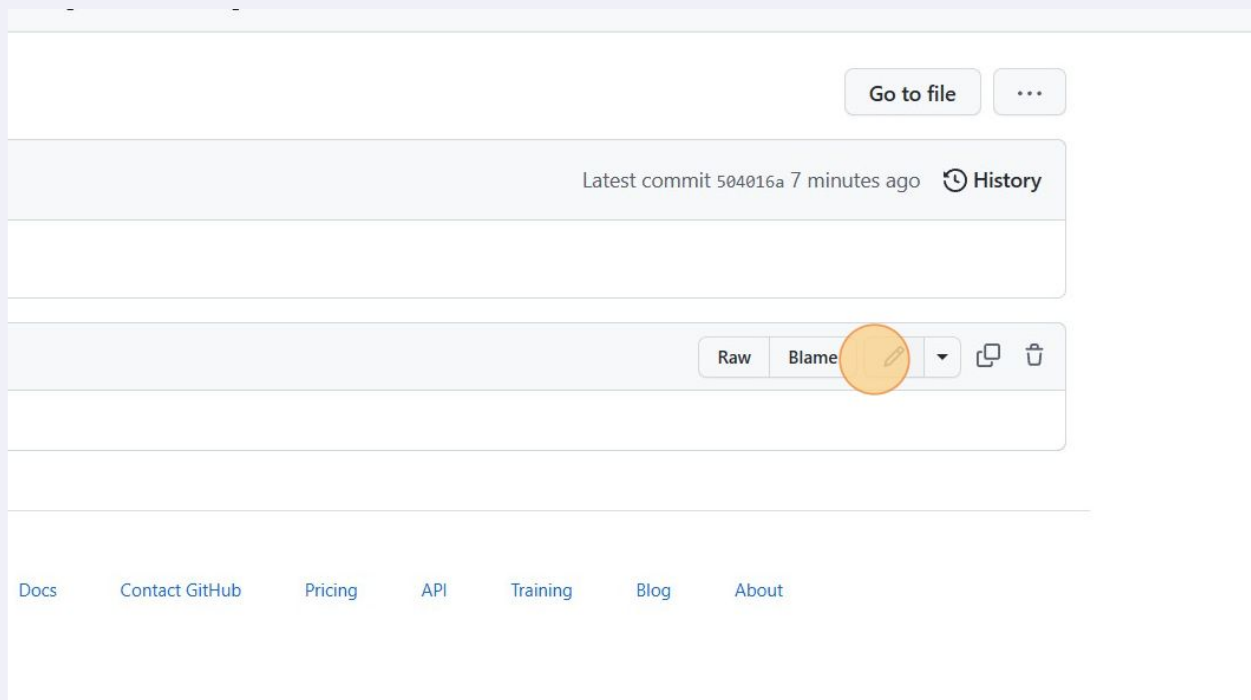 Go to file
Latest commit 504016a 7 minutes ago History
Raw Blame
Docs Contact GitHub Pricing API Training Blog About